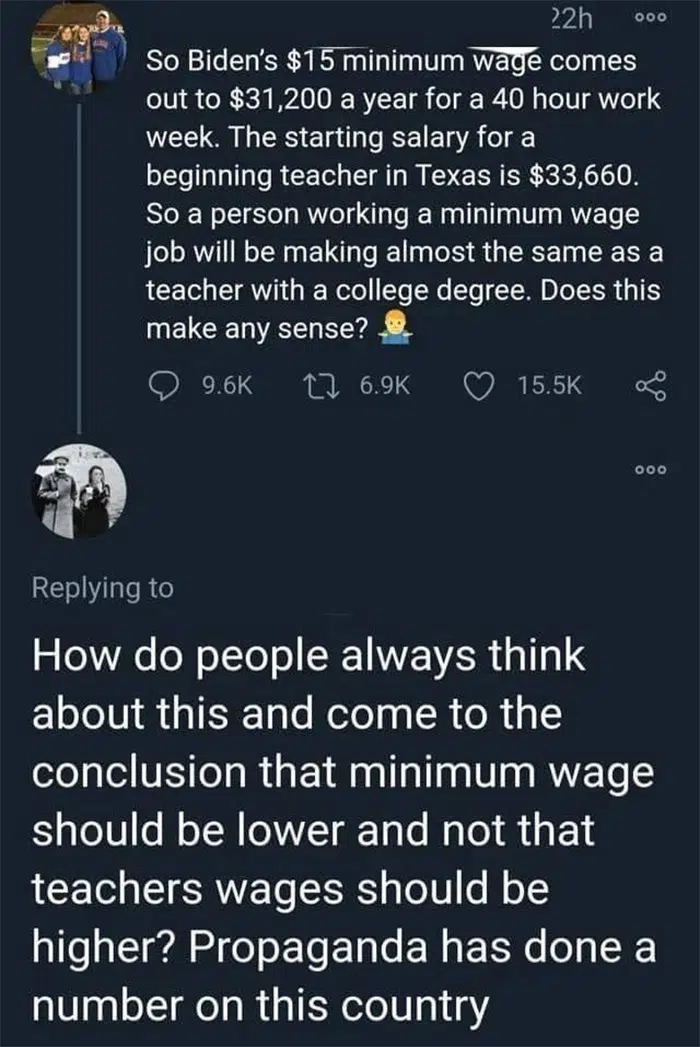 22h
So Biden's $15 minimum wage comes
out to $31,200 a year for a 40 hour work
week. The starting salary for a
beginning teacher in Texas is $33,660.
So a person working a minimum wage
job will be making almost the same as a
teacher with a college degree. Does this
make any sense? 🤷‍♂️
9.6K 6.9K 15.5K
Replying to
How do people always think
about this and come to the
conclusion that minimum wage
should be lower and not that
teachers wages should be
higher? Propaganda has done a
number on this country